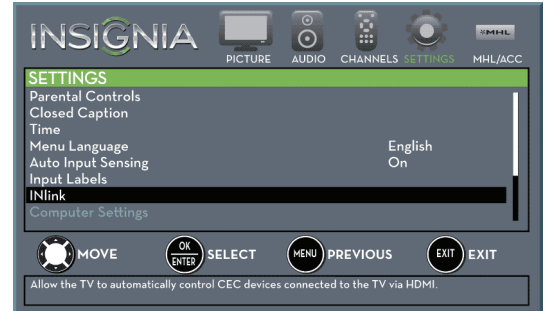 INSIGNIA
PICTURE AUDIO CHANNELS SETTINGS MHL/ACC
MHL
SETTINGS
Parental Controls
Closed Caption
Time
Menu Language English
Auto Input Sensing On
Input Labels
INlink
Computer Settings
MOVE OK ENTER SELECT MENU PREVIOUS EXIT EXIT
Allow the TV to automatically control CEC devices connected to the TV via HDMI.